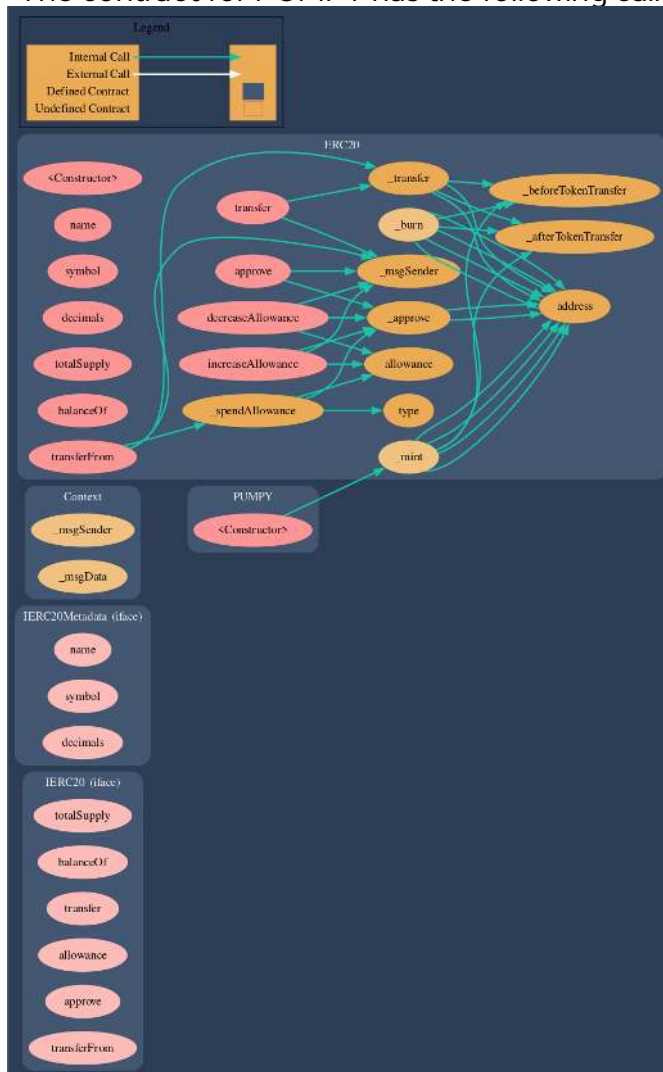 The contract for PUMPY has the following call
Legend
Internal Call
External Call
Defined Contract
Undefined Contract
ERC20
<Constructor>
name
symbol
decimals
totalSupply
balanceOf
transferFrom
transfer
approve
decreaseAllowance
increaseAllowance
_spendAllowance
_transfer
_burn
_msgSender
_approve
allowance
type
_mint
_beforeTokenTransfer
_afterTokenTransfer
address
Context
_msgSender
_msgData
PUMPY
<Constructor>
IERC20Metadata (iface)
name
symbol
decimals
IERC20 (iface)
totalSupply
balanceOf
transfer
allowance
approve
transferFrom